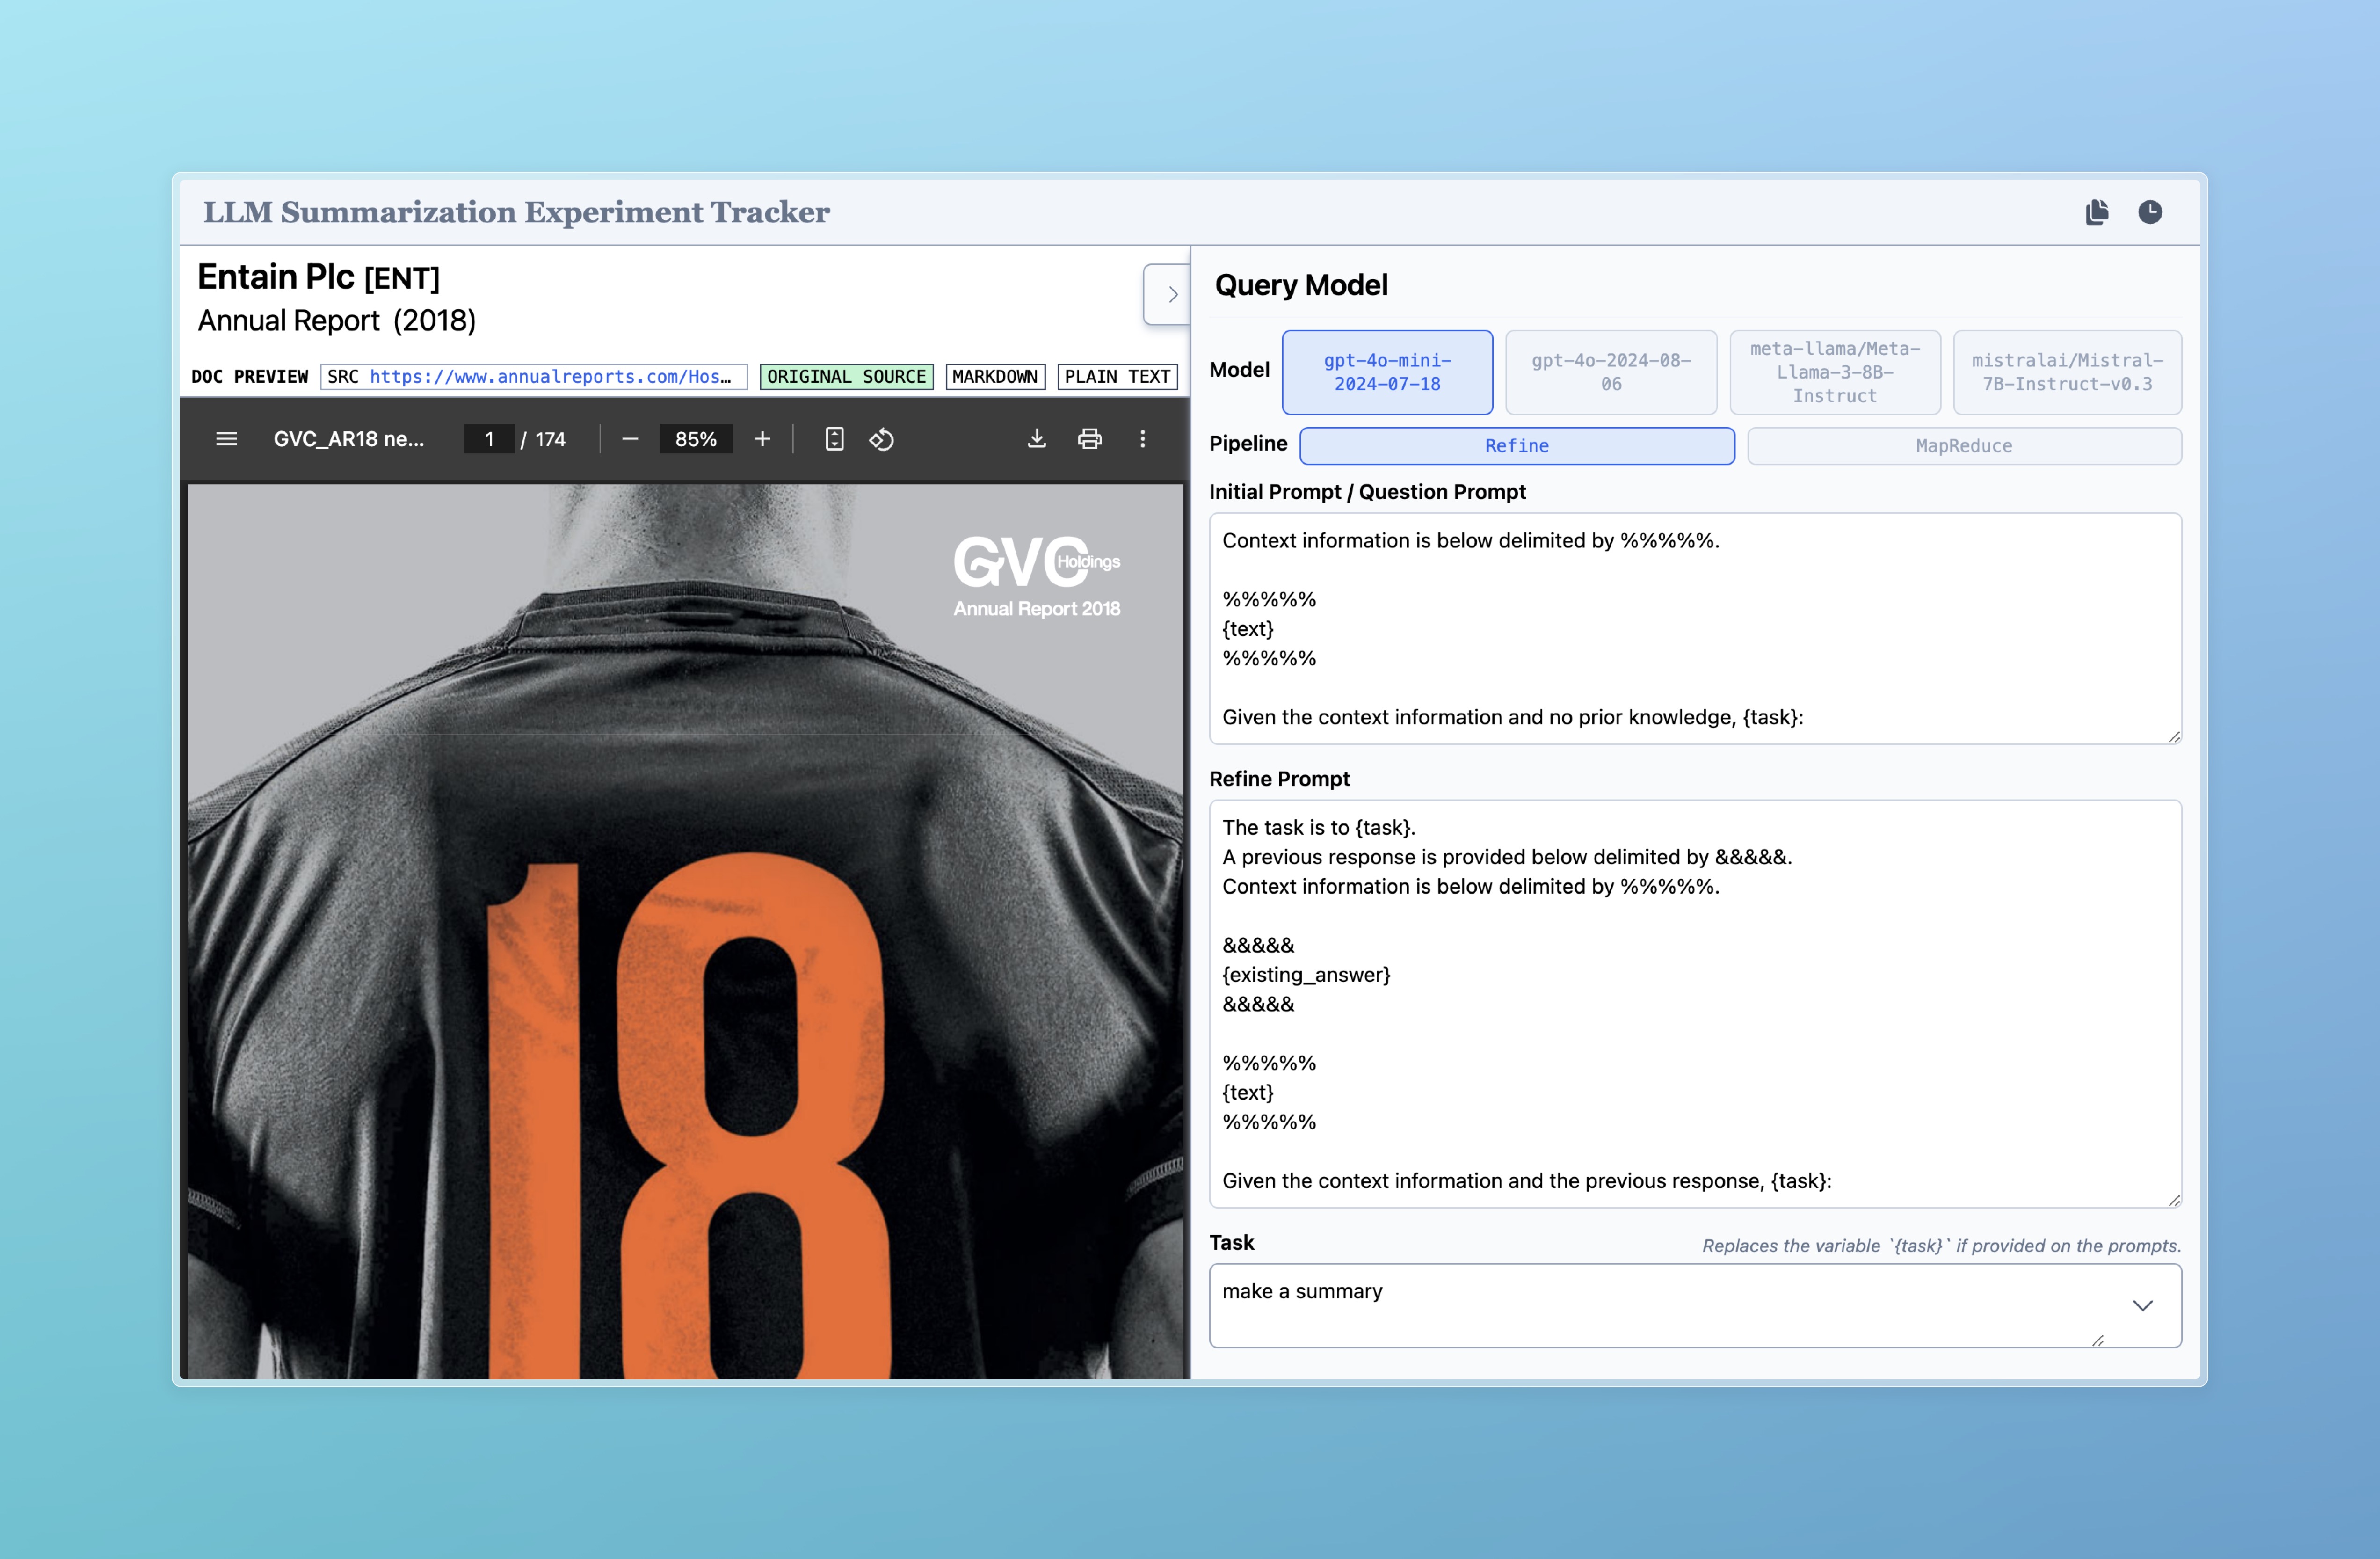 LLM Summarization Experiment Tracker
Entain Plc [ENT]
Annual Report (2018)
DOC PREVIEW SRC https://www.annualreports.com/Hos… ORIGINAL SOURCE MARKDOWN PLAIN TEXT
GVC_AR18 ne... 1 / 174 85%
GVC Holdings
Annual Report 2018
18
Query Model
Model
gpt-4o-mini-
2024-07-18
gpt-4o-2024-08-
06
meta-llama/Meta-
Llama-3-8B-
Instruct
mistralai/Mistral-
7B-Instruct-v0.3
Pipeline Refine MapReduce
Initial Prompt / Question Prompt
Context information is below delimited by %%%%%.
%%%%%
{text}
%%%%%
Given the context information and no prior knowledge, {task}:
Refine Prompt
The task is to {task}.
A previous response is provided below delimited by &&&&&.
Context information is below delimited by %%%%%.
&&&&&
{existing_answer}
&&&&&
%%%%%
{text}
%%%%%
Given the context information and the previous response, {task}:
Task Replaces the variable `{task}` if provided on the prompts.
make a summary